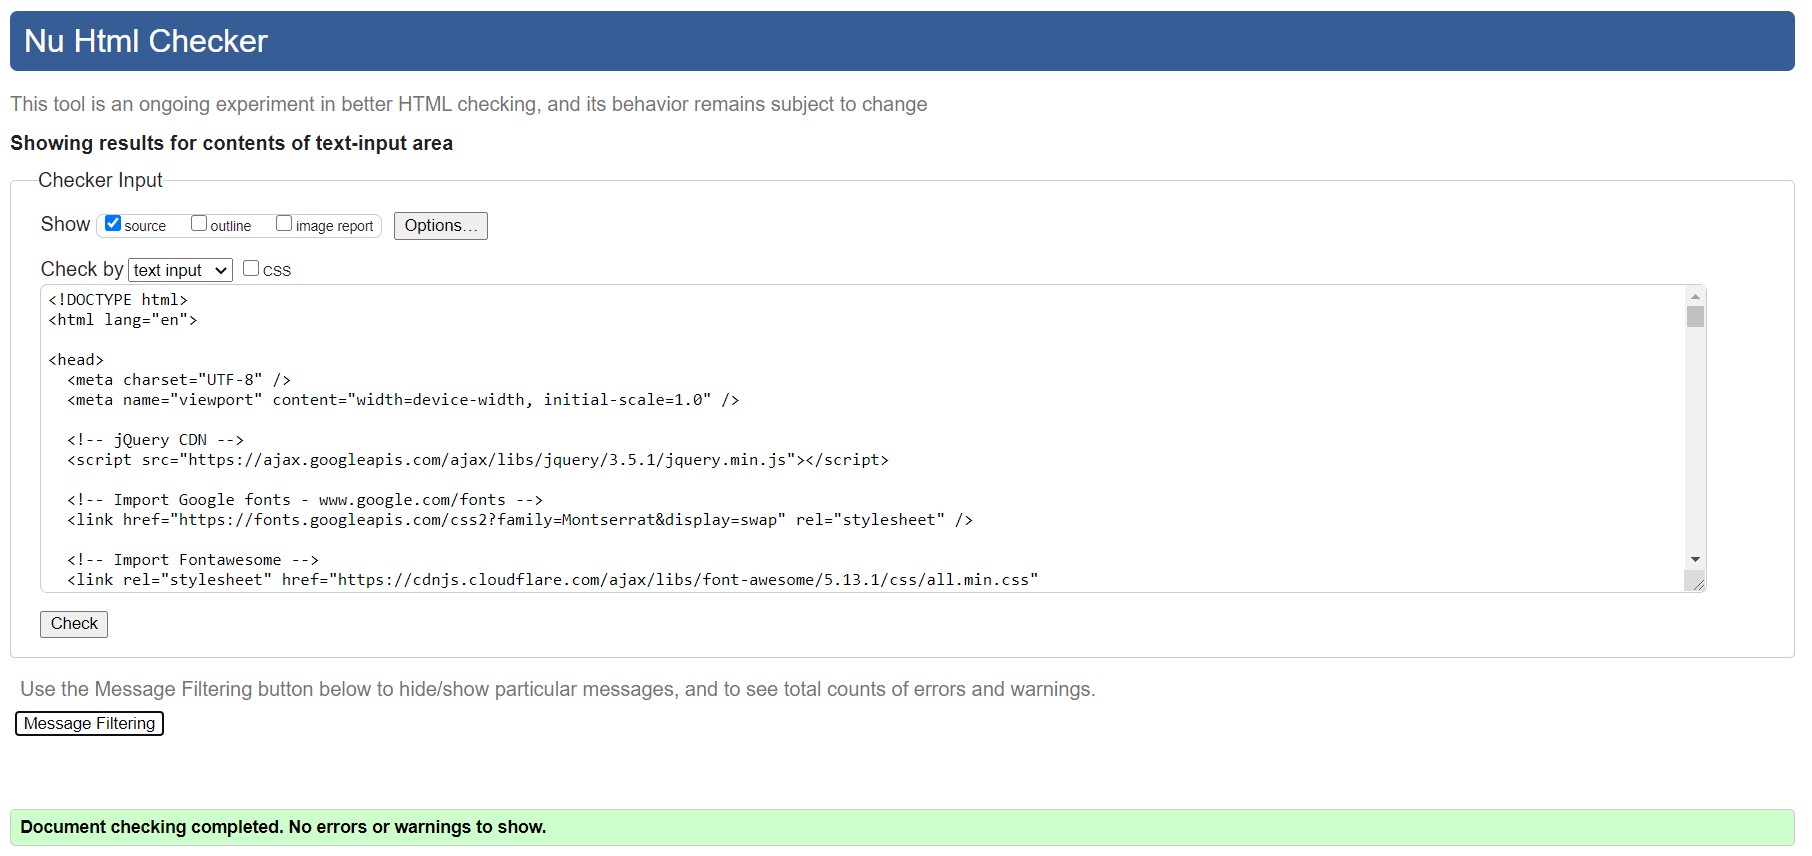 Nu Html Checker
This tool is an ongoing experiment in better HTML checking, and its behavior remains subject to change
Showing results for contents of text-input area
Checker Input
Show source outline image report Options...
Check by text input CSS
<!DOCTYPE html>
<html lang="en">
<head>
<meta charset="UTF-8" />
<meta name="viewport" content="width=device-width, initial-scale=1.0" />
<!-- jQuery CDN -->
<script src="https://ajax.googleapis.com/ajax/libs/jquery/3.5.1/jquery.min.js"></script>
<!-- Import Google fonts - www.google.com/fonts -->
<link href="https://fonts.googleapis.com/css2?family=Montserrat&display=swap" rel="stylesheet" />
<!-- Import Fontawesome -->
<link rel="stylesheet" href="https://cdnjs.cloudflare.com/ajax/libs/font-awesome/5.13.1/css/all.min.css"
Check
Use the Message Filtering button below to hide/show particular messages, and to see total counts of errors and warnings.
Message Filtering
Document checking completed. No errors or warnings to show.